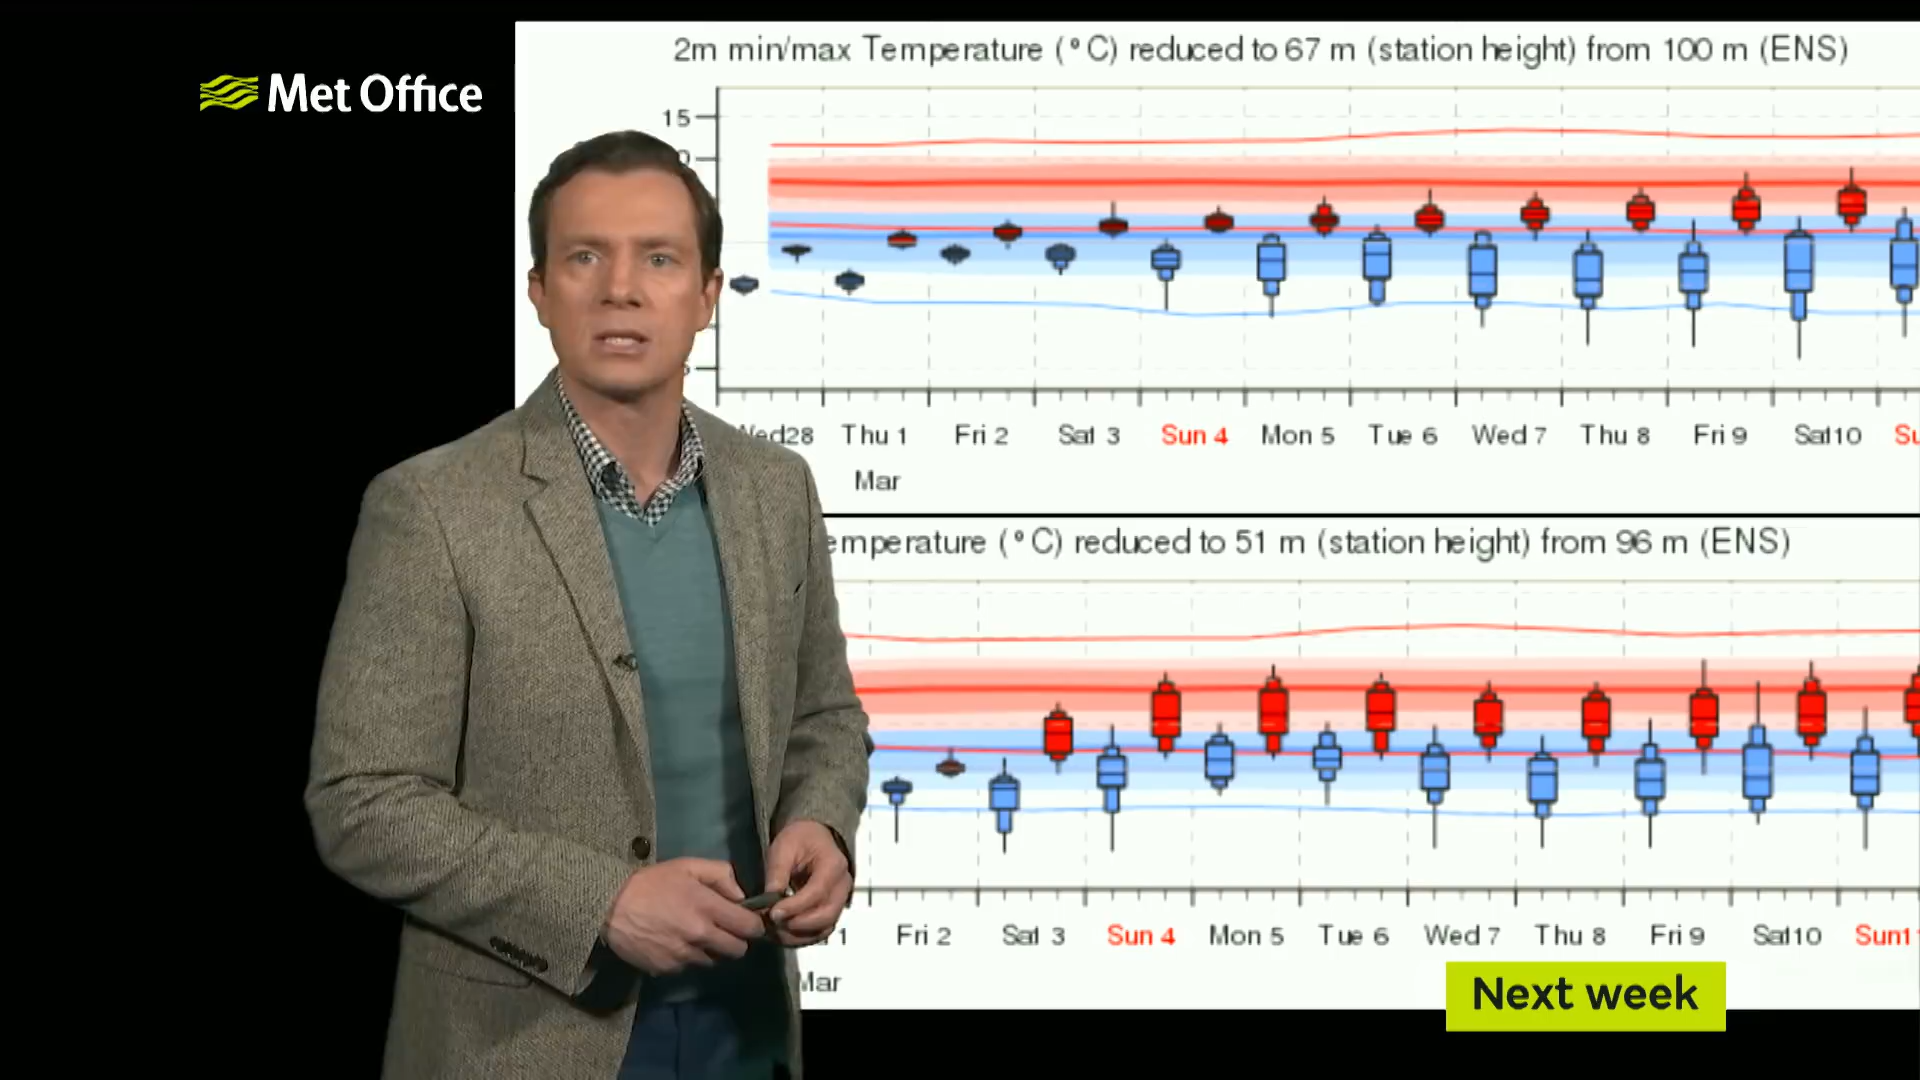 Met Office
2m min/max Temperature (°C) reduced to 67 m (station height) from 100 m (ENS)
15
Thu 1 Fri 2 Sat 3 Sun 4 Mon 5 Tue 6 Wed 7 Thu 8 Fri 9 Sat10
Mar
reduced to 51 m (station height) from 96 m (ENS)
Fri 2 Sat 3 Sun 4 Mon 5 Tue 6 Wed 7 Thu 8 Fri 9 Sat10
Next week